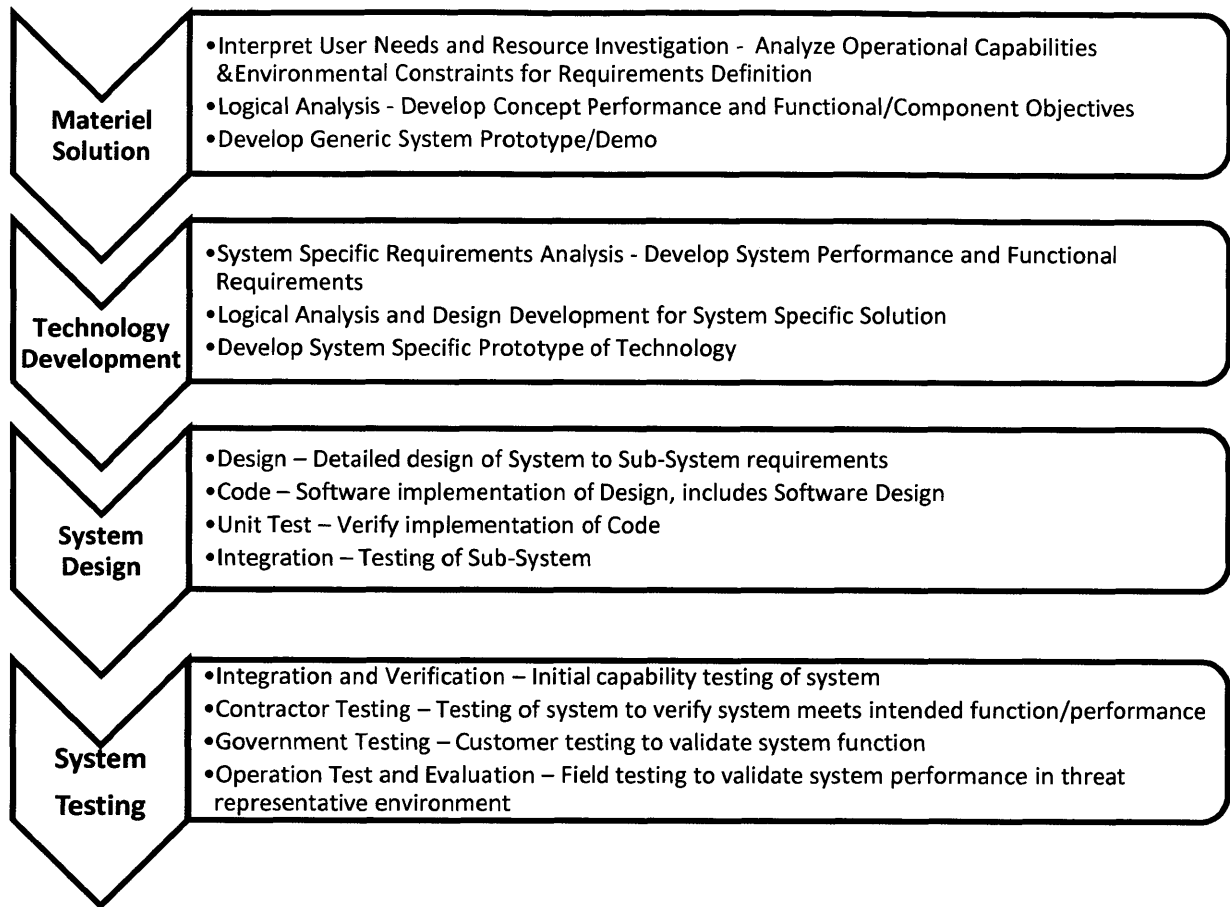 Materiel
Solution
•Interpret User Needs and Resource Investigation - Analyze Operational Capabilities
&Environmental Constraints for Requirements Definition
•Logical Analysis - Develop Concept Performance and Functional/Component Objectives
•Develop Generic System Prototype/Demo
Technology
Development
•System Specific Requirements Analysis - Develop System Performance and Functional
Requirements
•Logical Analysis and Design Development for System Specific Solution
•Develop System Specific Prototype of Technology
System
Design
•Design – Detailed design of System to Sub-System requirements
•Code – Software implementation of Design, includes Software Design
•Unit Test – Verify implementation of Code
•Integration – Testing of Sub-System
System
Testing
•Integration and Verification – Initial capability testing of system
•Contractor Testing – Testing of system to verify system meets intended function/performance
•Government Testing – Customer testing to validate system function
•Operation Test and Evaluation – Field testing to validate system performance in threat
representative environment